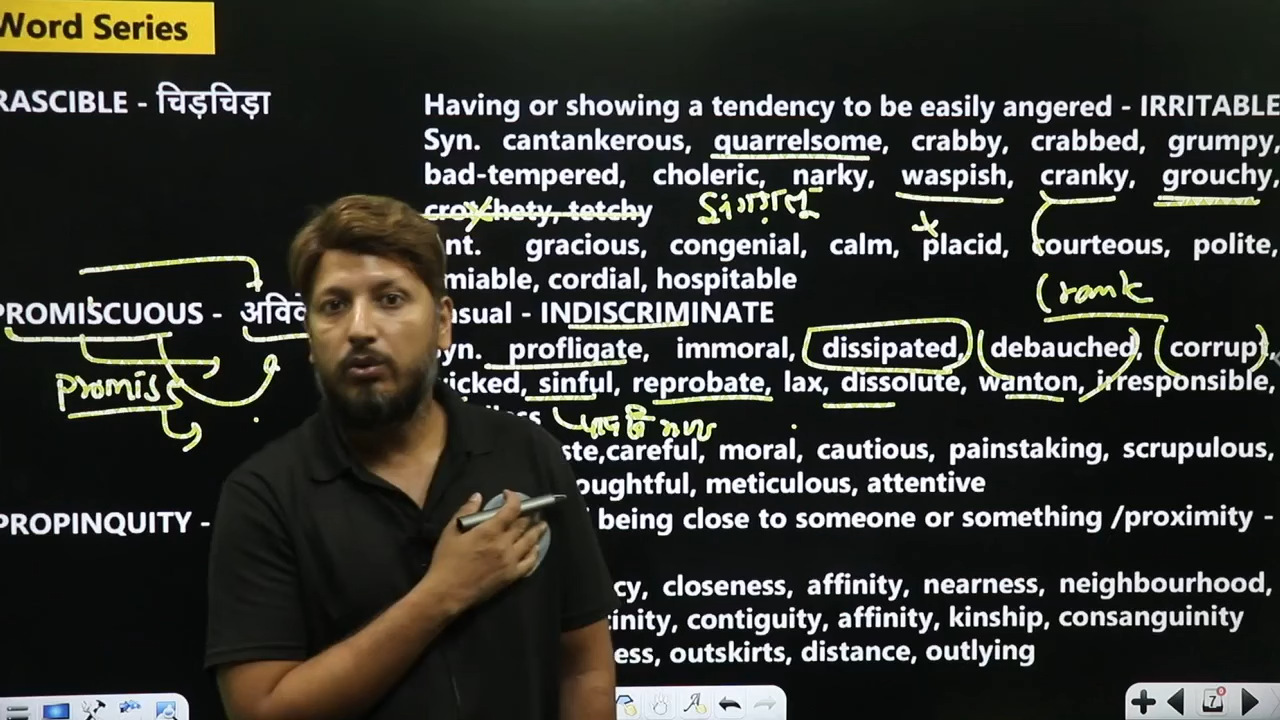 Word Series
RASCIBLE - चिड़चिड़ा
Having or showing a tendency to be easily angered - IRRITABLE
Syn. cantankerous, quarrelsome, crabby, crabbed, grumpy,
bad-tempered, choleric, narky, waspish, cranky, grouchy,
crotchety, tetchy
nt. gracious, congenial, calm, placid, courteous, polite,
miable, cordial, hospitable
(rank
PROMISCUOUS - अविवे
asual - INDISCRIMINATE
yn. profligate, immoral, dissipated, debauched, corrupt,
icked, sinful, reprobate, lax, dissolute, wanton, irresponsible,
promis
ste,careful, moral, cautious, painstaking, scrupulous,
oughtful, meticulous, attentive
PROPINQUITY -
being close to someone or something /proximity -
cy, closeness, affinity, nearness, neighbourhood,
inity, contiguity, affinity, kinship, consanguinity
ess, outskirts, distance, outlying
7